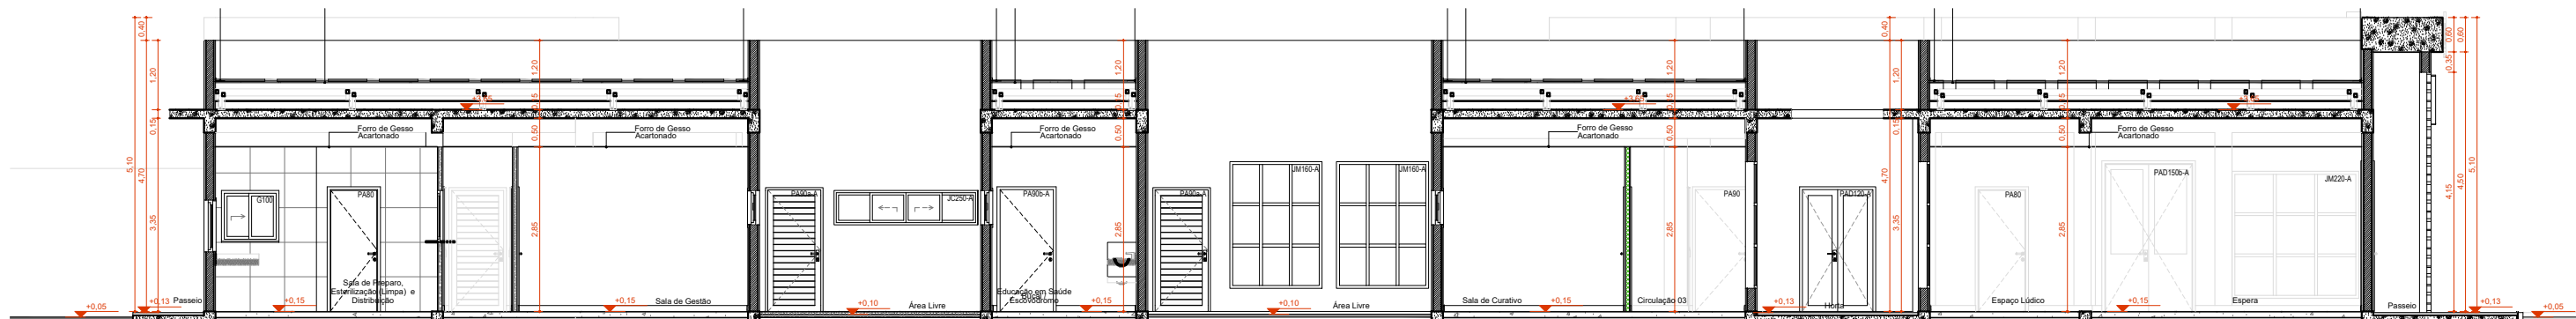 0,40
0,40
0,60
0,60
1,20
1,20
1,20
1,20
1,20
1,20
1,20
0,35
5,10
4,70
0,15
0,50
0,50
0,50
0,15
0,50
4,70
4,15
4,50
5,10
Forro de Gesso
Acartonado
Forro de Gesso
Acartonado
Forro de Gesso
Acartonado
Forro de Gesso
Acartonado
Forro de Gesso
Acartonado
G100
PA80
PA90a-A
JC250-A
PA90b-A
PA90a-A
JM160-A
JM160-A
PA90
PAD120-A
PA80
PAD150b-A
JM220-A
3,35
2,85
2,85
2,85
3,35
2,85
Sala de Preparo,
Esterilização (Limpa) e
Distribuição
Sala de Gestão
Área Livre
Educação em Saúde
Bucal /
Escovódromo
Área Livre
Sala de Curativo
Circulação 03
Horta
Espaço Lúdico
Espera
Passeio
Passeio
+0,05
+0,13
+0,15
+0,15
+0,10
+0,15
+0,10
+0,15
+0,13
+0,15
+0,13
+0,05